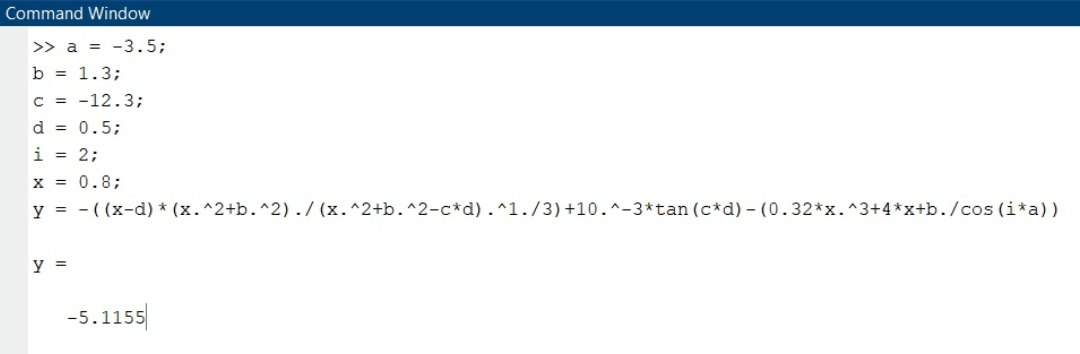 Command Window
>> a = -3.5;
b = 1.3;
c = -12.3;
d = 0.5;
i = 2;
x = 0.8;
y = -((x-d)*(x.^2+b.^2)./(x.^2+b.^2-c*d).^1./3)+10.^-3*tan(c*d)-(0.32*x.^3+4*x+b./cos(i*a))
y =
-5.1155